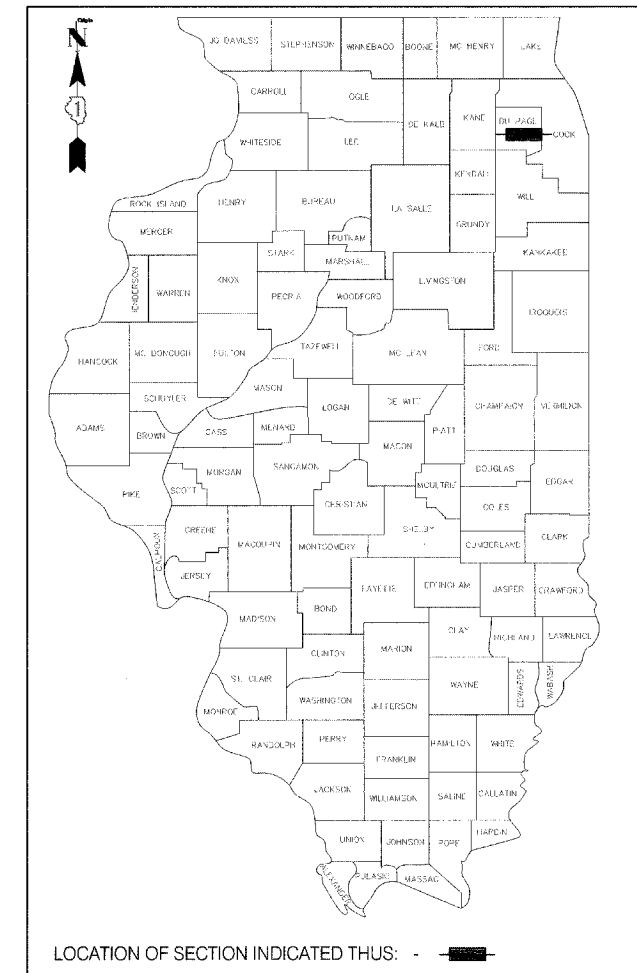 N
JO DAVIESS
STEPHENSON
WINNEBAGO
BOONE
MC HENRY
LAKE
CARROLL
OGLE
DE KALB
KANE
DU PAGE
COOK
WHITESIDE
LEE
KENDALL
WILL
ROCK ISLAND
HENRY
BUREAU
LA SALLE
GRUNDY
MERCER
PUTNAM
STARK
MARSHALL
KANKAKEE
HENDERSON
WARREN
KNOX
PEORIA
WOODFORD
LIVINGSTON
IROQUOIS
HANCOCK
MC DONOUGH
FULTON
TAZEWELL
MC LEAN
FORD
MASON
SCHUYLER
LOGAN
DE WITT
CHAMPAIGN
VERMILION
ADAMS
BROWN
CASS
MENARD
PIATT
MACON
MORGAN
SANGAMON
DOUGLAS
EDGAR
PIKE
SCOTT
CHRISTIAN
MOULTRIE
COLES
CALHOUN
GREENE
MACOUPIN
MONTGOMERY
SHELBY
CUMBERLAND
CLARK
JERSEY
FAYETTE
EFFINGHAM
JASPER
CRAWFORD
MADISON
BOND
CLAY
RICHLAND
LAWRENCE
CLINTON
MARION
ST. CLAIR
WAYNE
EDWARDS
WABASH
WASHINGTON
MONROE
JEFFERSON
RANDOLPH
PERRY
HAMILTON
WHITE
FRANKLIN
JACKSON
WILLIAMSON
SALINE
GALLATIN
UNION
JOHNSON
POPE
HARDIN
ALEXANDER
PULASKI
MASSAC
LOCATION OF SECTION INDICATED THUS: -